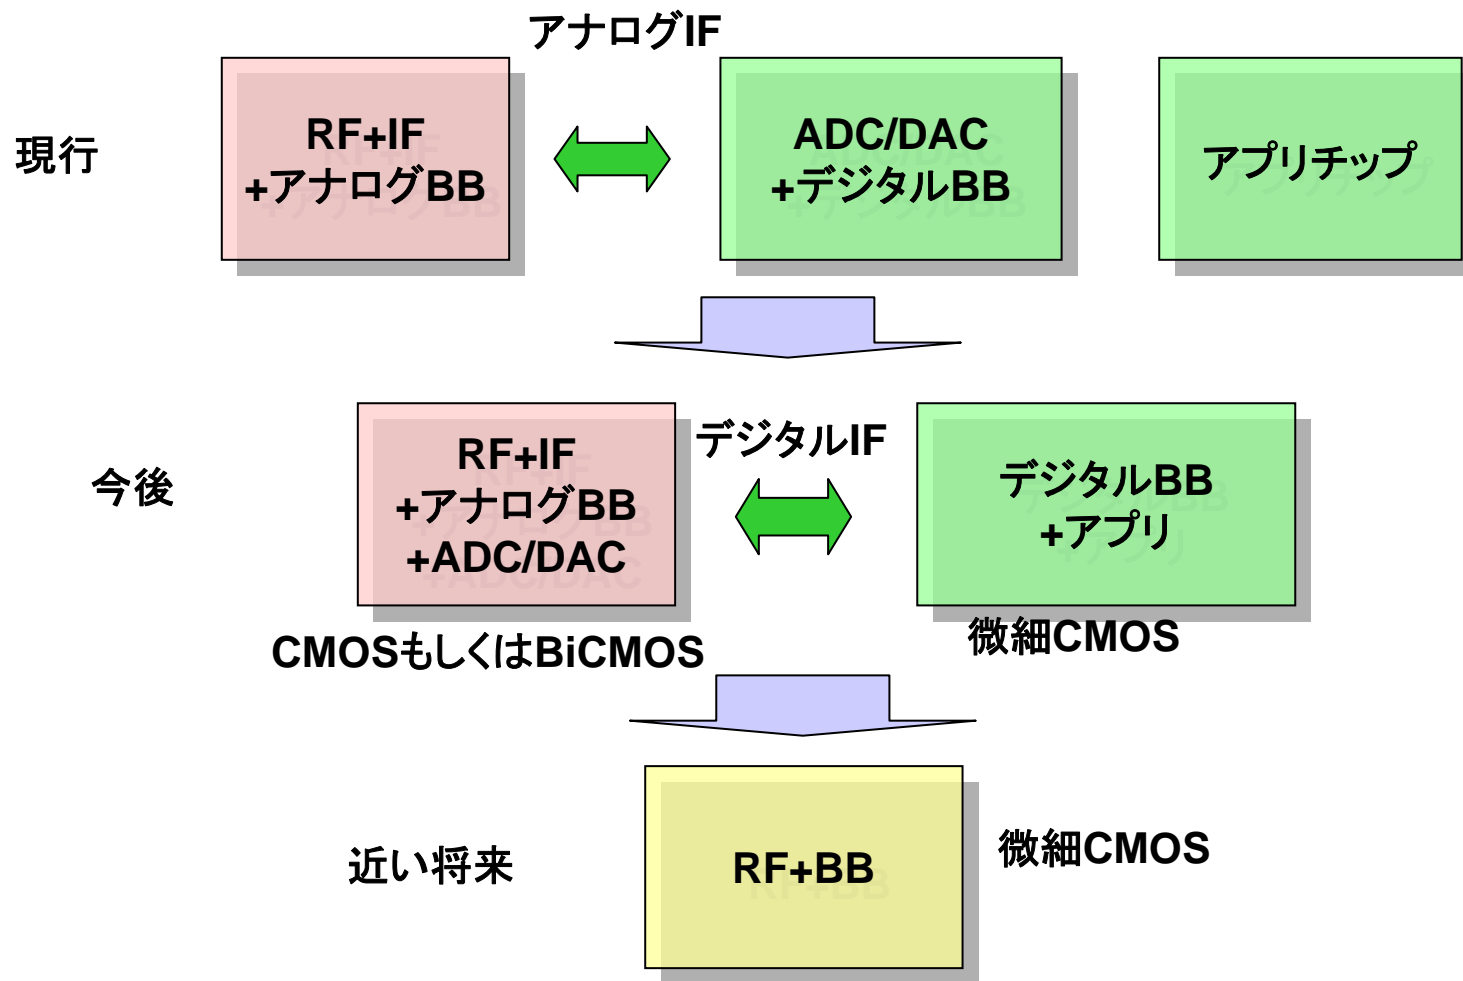 アナログIF
現行
RF+IF
+アナログBB
ADC/DAC
+デジタルBB
アプリチップ
今後
RF+IF
+アナログBB
+ADC/DAC
デジタルIF
デジタルBB
+アプリ
CMOSもしくはBiCMOS
微細CMOS
近い将来
RF+BB
微細CMOS